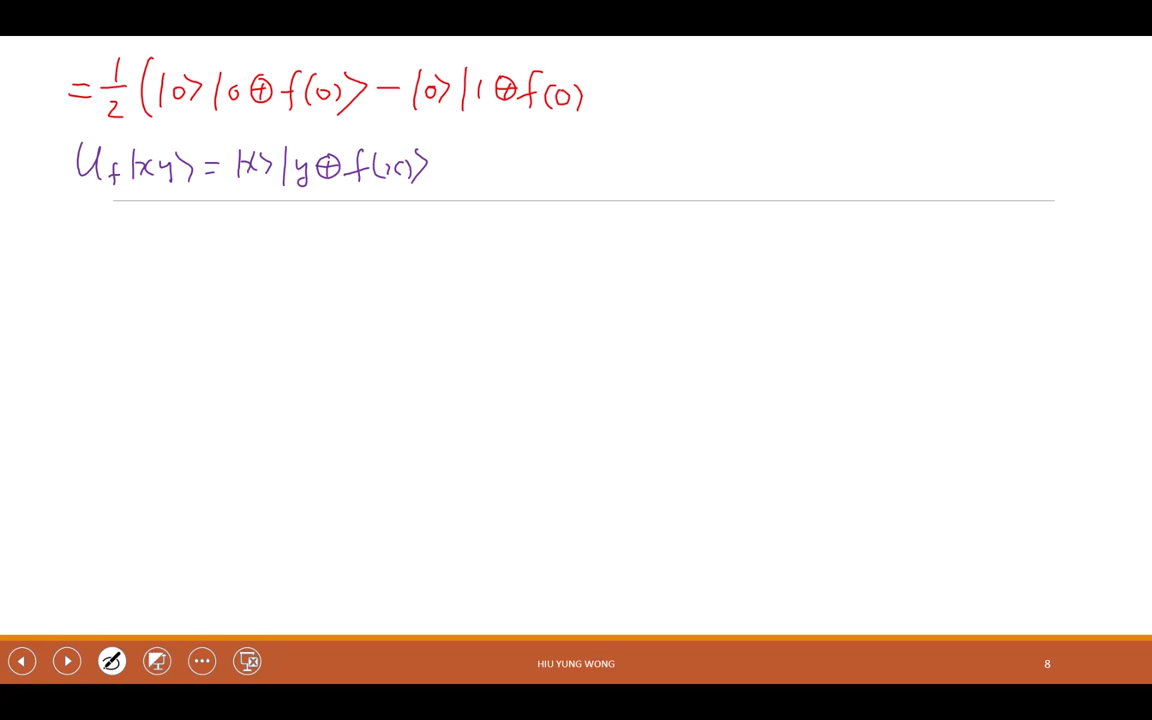 = 1/2 (|0⟩|0⊕f(0)⟩ − |0⟩|1⊕f(0)
U_f|xy⟩ = |x⟩|y⊕f(x)⟩
HIU YUNG WONG
8